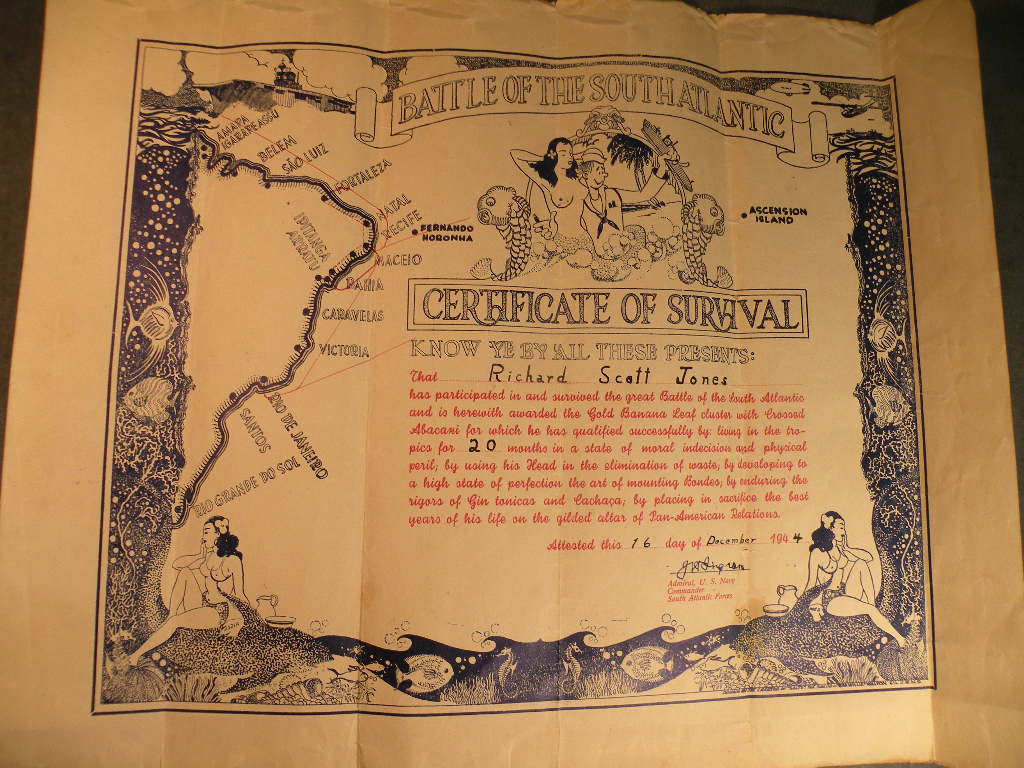 BATTLE OF THE SOUTH ATLANTIC
AMAPA
IGARAPE ASSU
BELEM
SÃO LUIZ
FORTALEZA
NATAL
RECIFE
FERNANDO
NORONHA
ASCENSION
ISLAND
IPITANGA
ARATU
MACEIO
BAHIA
CARAVELAS
VICTORIA
RIO DE JANEIRO
SANTOS
RIO GRANDE DO SOL
CERTIFICATE OF SURVIVAL
KNOW YE BY ALL THESE PRESENTS:
That Richard Scott Jones
has participated in and survived the great Battle of the South Atlantic
and is herewith awarded the Gold Banana Leaf cluster with Crossed
Abacaxi for which he has qualified successfully by: living in the tro-
pics for 20 months in a state of moral indecision and physical
peril; by using his Head in the elimination of waste; by developing to
a high state of perfection the art of mounting Bondes; by enduring the
rigors of Gin tonicas and Cachaça; by placing in sacrifice the best
years of his life on the gilded altar of Pan-American Relations.
Attested this 16 day of December 1944
Admiral, U. S. Navy
Commander
South Atlantic Force